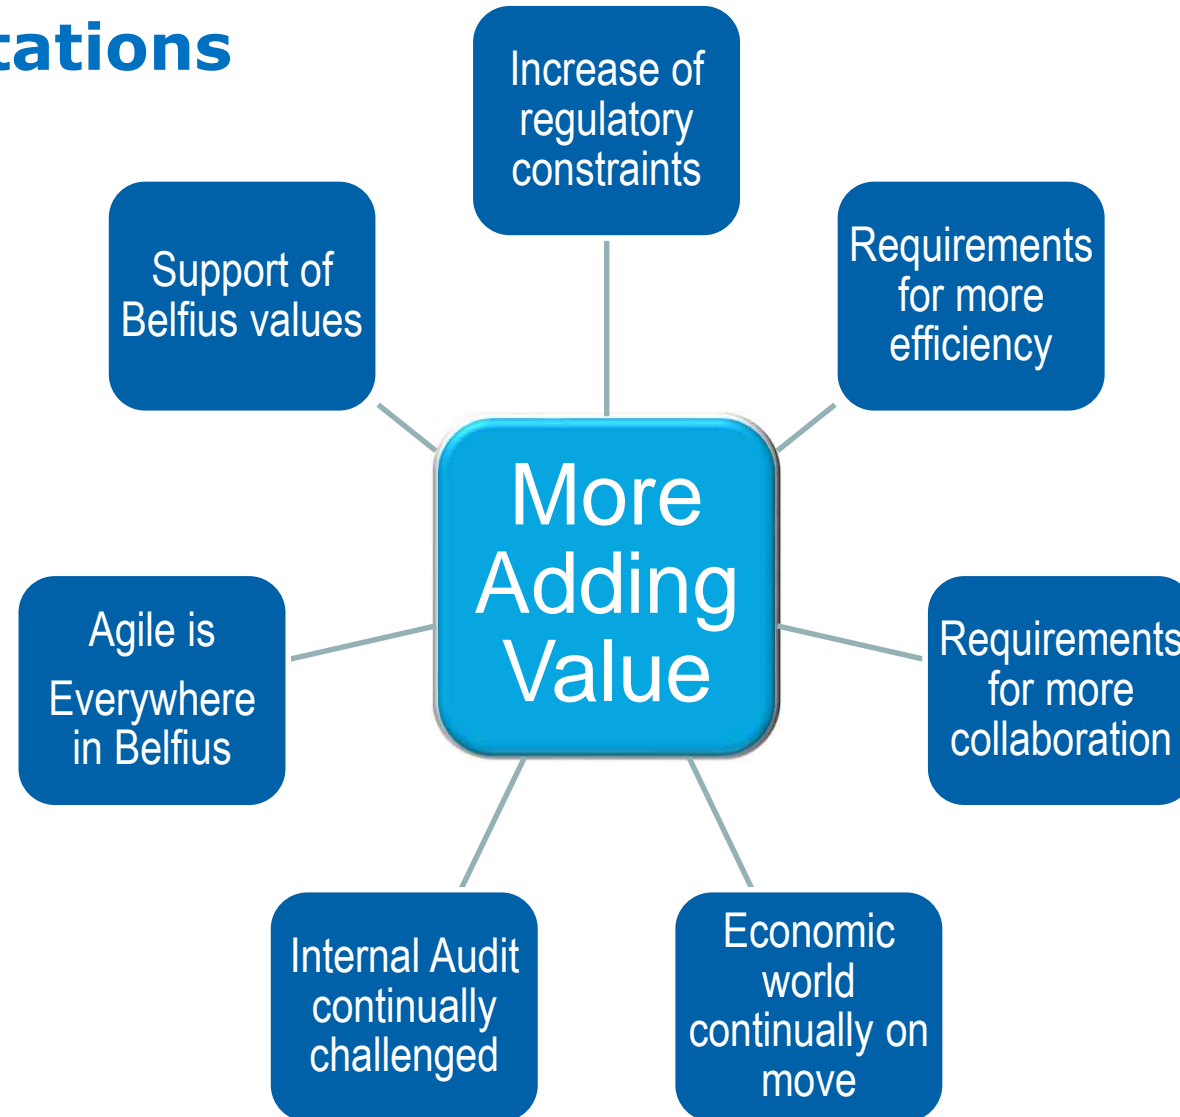 tations
Increase of
regulatory
constraints
Requirements
for more
efficiency
Support of
Belfius values
More
Adding
Value
Requirements
for more
collaboration
Agile is
Everywhere
in Belfius
Economic
world
continually on
move
Internal Audit
continually
challenged